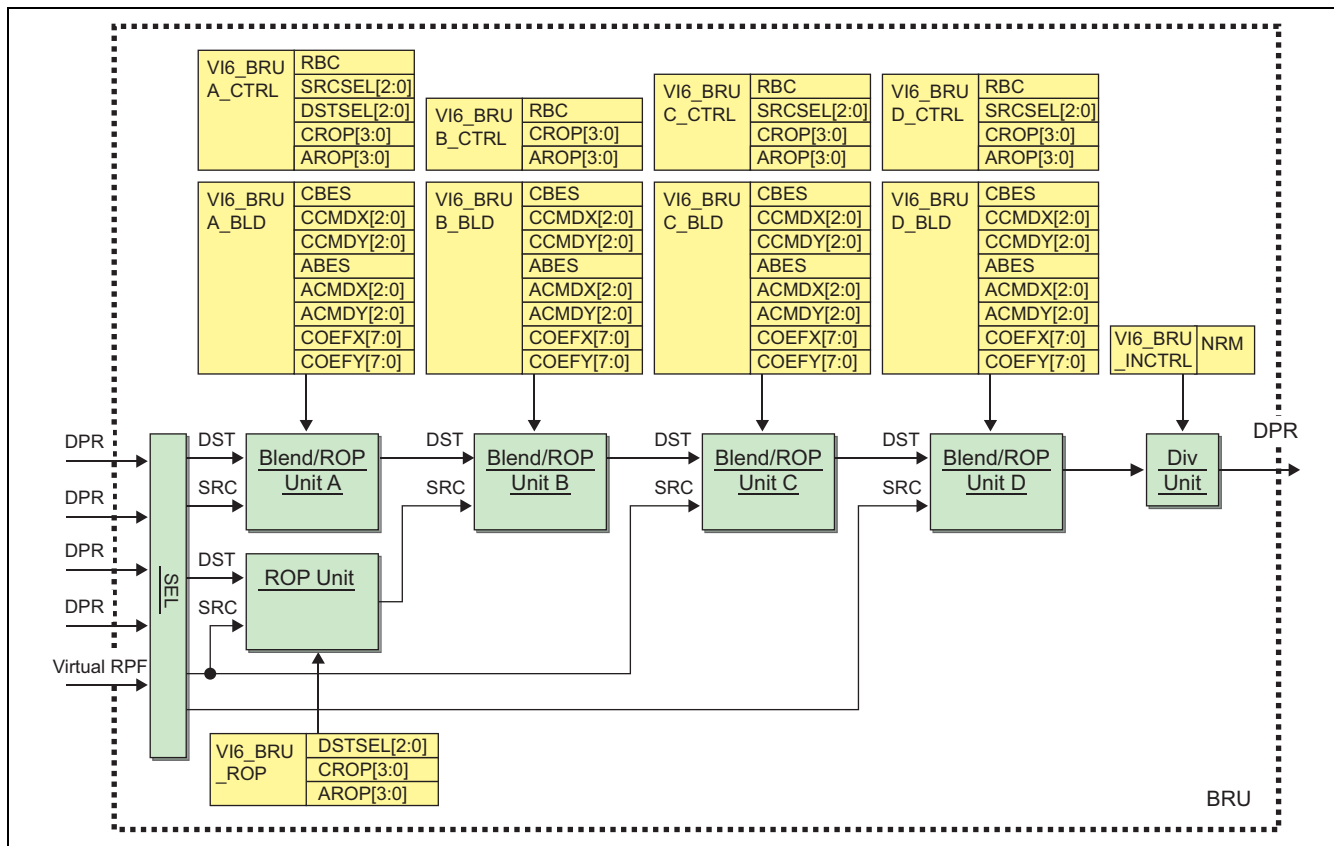 VI6_BRU
A_CTRL
RBC
SRCSEL[2:0]
DSTSEL[2:0]
CROP[3:0]
AROP[3:0]
VI6_BRU
B_CTRL
RBC
CROP[3:0]
AROP[3:0]
VI6_BRU
C_CTRL
RBC
SRCSEL[2:0]
CROP[3:0]
AROP[3:0]
VI6_BRU
D_CTRL
RBC
SRCSEL[2:0]
CROP[3:0]
AROP[3:0]
VI6_BRU
A_BLD
CBES
CCMDX[2:0]
CCMDY[2:0]
ABES
ACMDX[2:0]
ACMDY[2:0]
COEFX[7:0]
COEFY[7:0]
VI6_BRU
B_BLD
CBES
CCMDX[2:0]
CCMDY[2:0]
ABES
ACMDX[2:0]
ACMDY[2:0]
COEFX[7:0]
COEFY[7:0]
VI6_BRU
C_BLD
CBES
CCMDX[2:0]
CCMDY[2:0]
ABES
ACMDX[2:0]
ACMDY[2:0]
COEFX[7:0]
COEFY[7:0]
VI6_BRU
D_BLD
CBES
CCMDX[2:0]
CCMDY[2:0]
ABES
ACMDX[2:0]
ACMDY[2:0]
COEFX[7:0]
COEFY[7:0]
VI6_BRU
_INCTRL
NRM
DPR
DPR
DPR
DPR
Virtual RPF
SEL
DST
SRC
Blend/ROP
Unit A
DST
SRC
ROP Unit
DST
SRC
Blend/ROP
Unit B
DST
SRC
Blend/ROP
Unit C
DST
SRC
Blend/ROP
Unit D
Div
Unit
DPR
VI6_BRU
_ROP
DSTSEL[2:0]
CROP[3:0]
AROP[3:0]
BRU